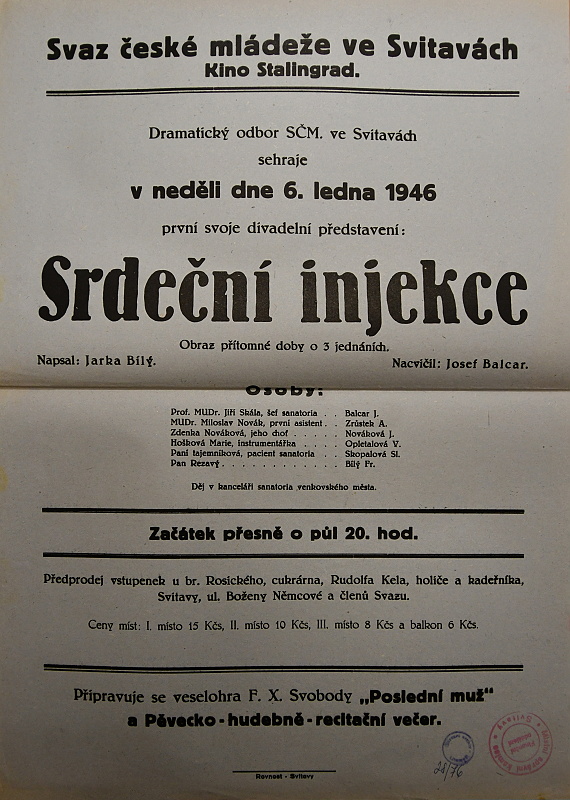 Svaz české mládeže ve Svitavách
Kino Stalingrad.
Dramatický odbor SČM. ve Svitavách
sehraje
v neděli dne 6. ledna 1946
první svoje divadelní představení:
Srdeční injekce
Obraz přítomné doby o 3 jednáních.
Napsal: Jarka Bílý. Nacvičil: Josef Balcar.
Osoby:
Prof. MUDr. Jiří Skála, šef sanatoria . . Balcar J.
MUDr. Miloslav Novák, první asistent . . Zrůstek A.
Zdenka Nováková, jeho choť . . . . . Nováková J.
Hošková Marie, instrumentářka . . . . Opletalová V.
Paní tajemníková, pacient sanatoria . . Skopalová Sl.
Pan Rezavý . . . . . . . . . . . . Bílý Fr.
Děj v kanceláři sanatoria venkovského města.
Začátek přesně o půl 20. hod.
Předprodej vstupenek u br. Rosického, cukrárna, Rudolfa Kela, holiče a kadeřníka,
Svitavy, ul. Boženy Němcové a členů Svazu.
Ceny míst: I. místo 15 Kčs, II. místo 10 Kčs, III. místo 8 Kčs a balkon 6 Kčs.
Připravuje se veselohra F. X. Svobody „Poslední muž“
a Pěvecko - hudebně - recitační večer.
28/76
Rovnost - Svitavy